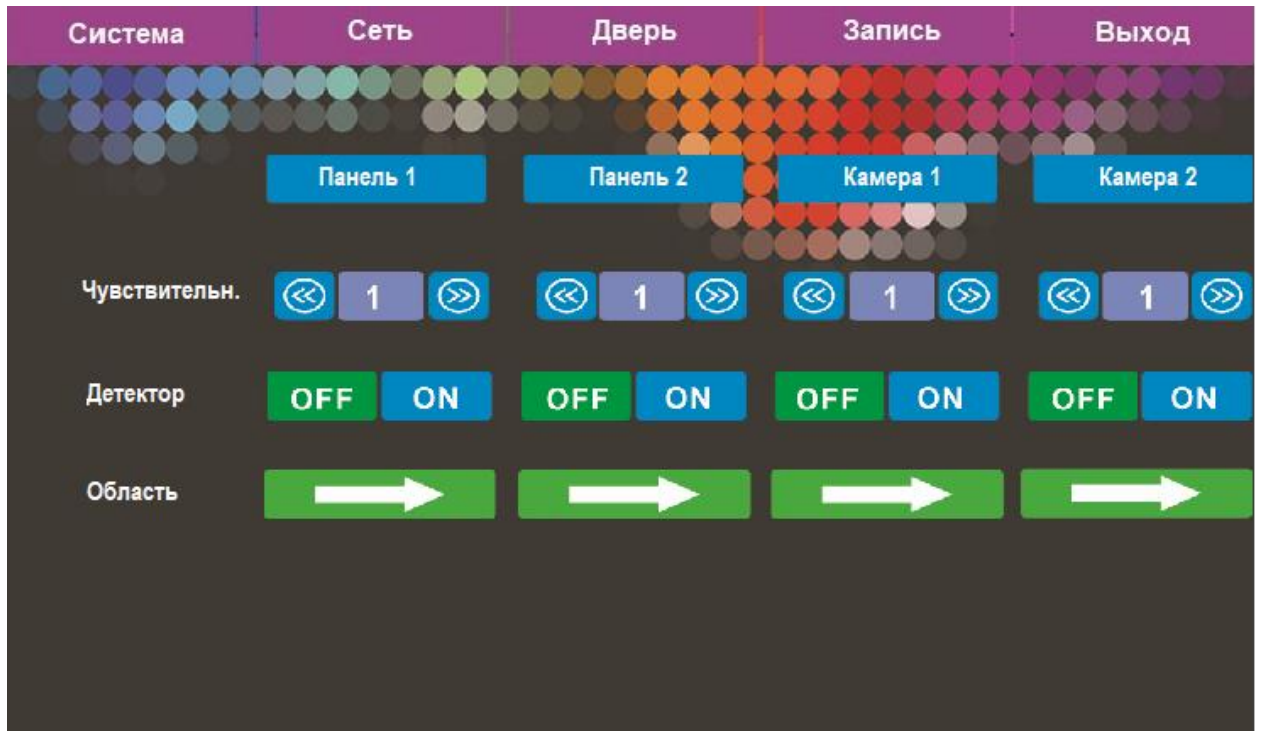 Система Сеть Дверь Запись Выход
Панель 1 Панель 2 Камера 1 Камера 2
Чувствительн. 1 1 1 1
Детектор OFF ON OFF ON OFF ON OFF ON
Область